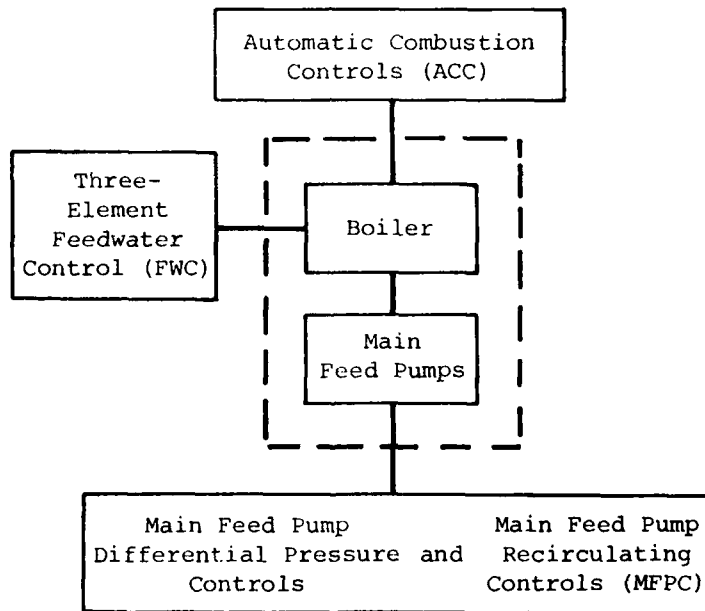 Automatic Combustion
Controls (ACC)
Three-
Element
Feedwater
Control (FWC)
Boiler
Main
Feed Pumps
Main Feed Pump
Differential Pressure and
Controls
Main Feed Pump
Recirculating
Controls (MFPC)